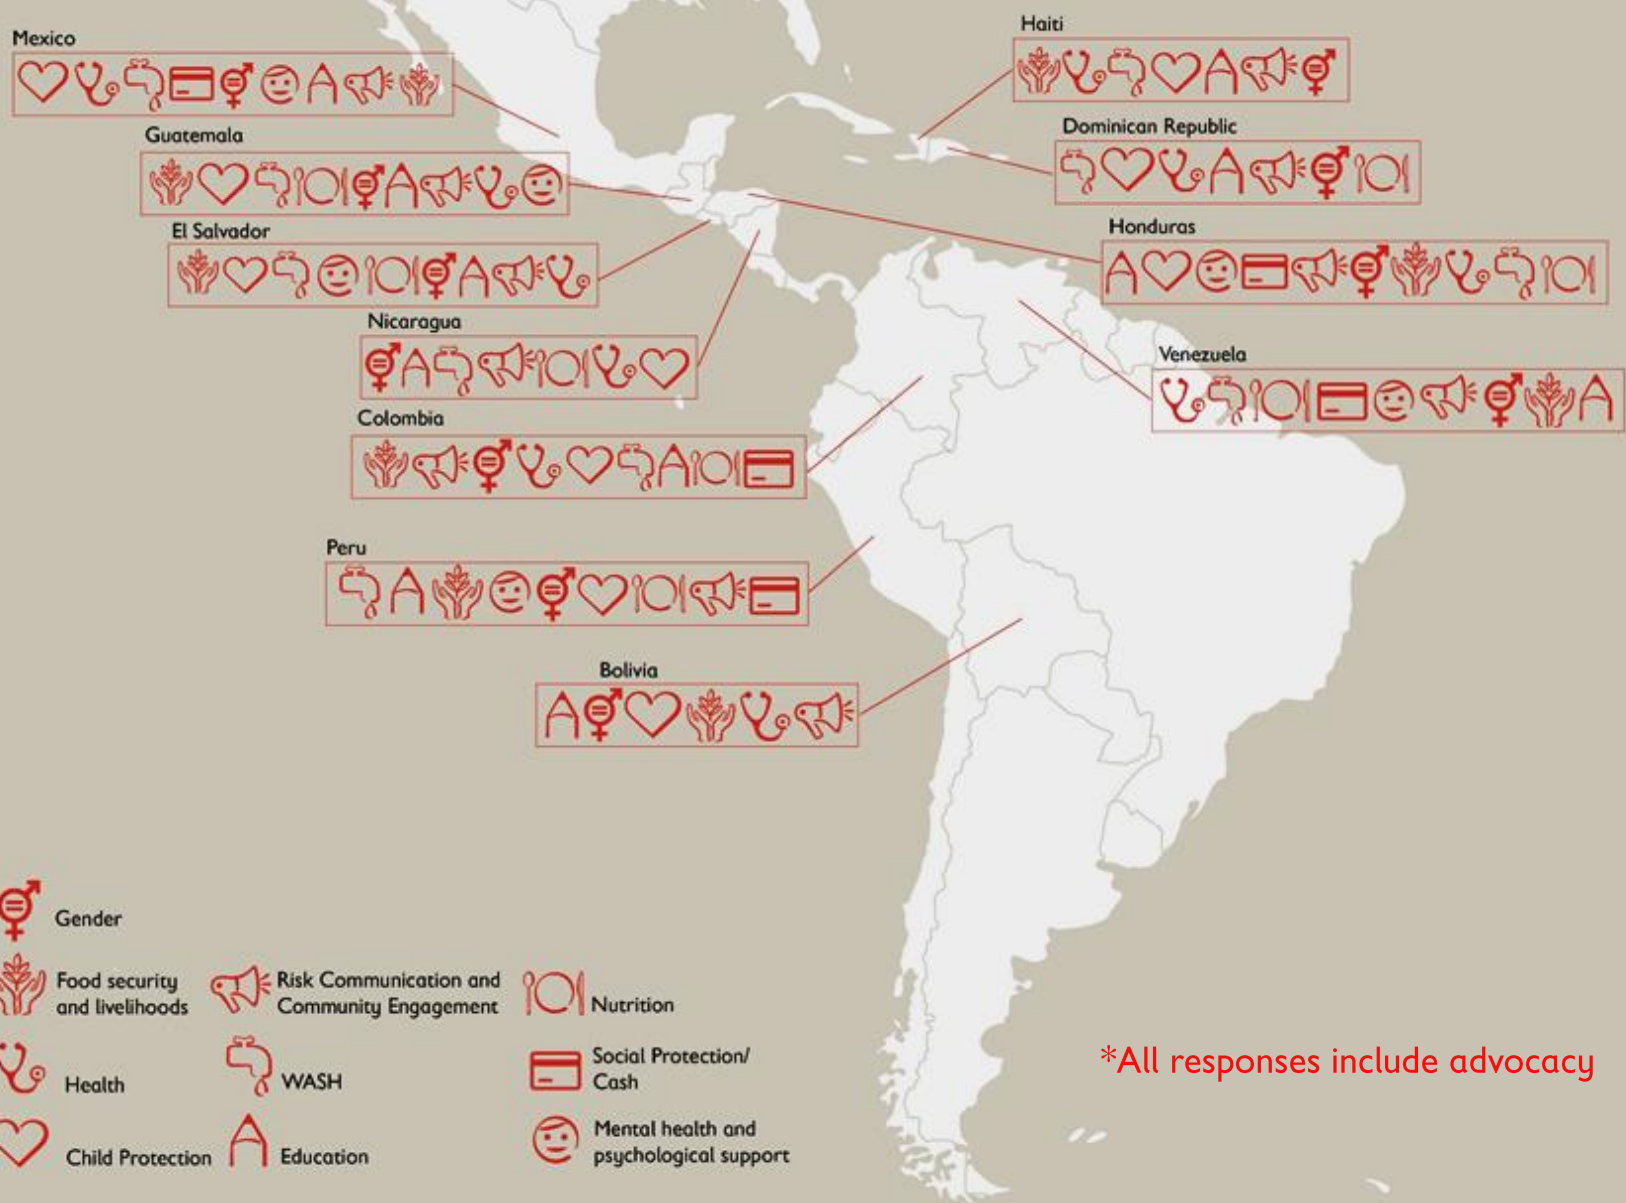 Mexico
Haiti
Guatemala
Dominican Republic
El Salvador
Honduras
Nicaragua
Venezuela
Colombia
Peru
Bolivia
Gender
Food security
and livelihoods
Risk Communication and
Community Engagement
Nutrition
Health
WASH
Social Protection/
Cash
Child Protection
Education
Mental health and
psychological support
*All responses include advocacy